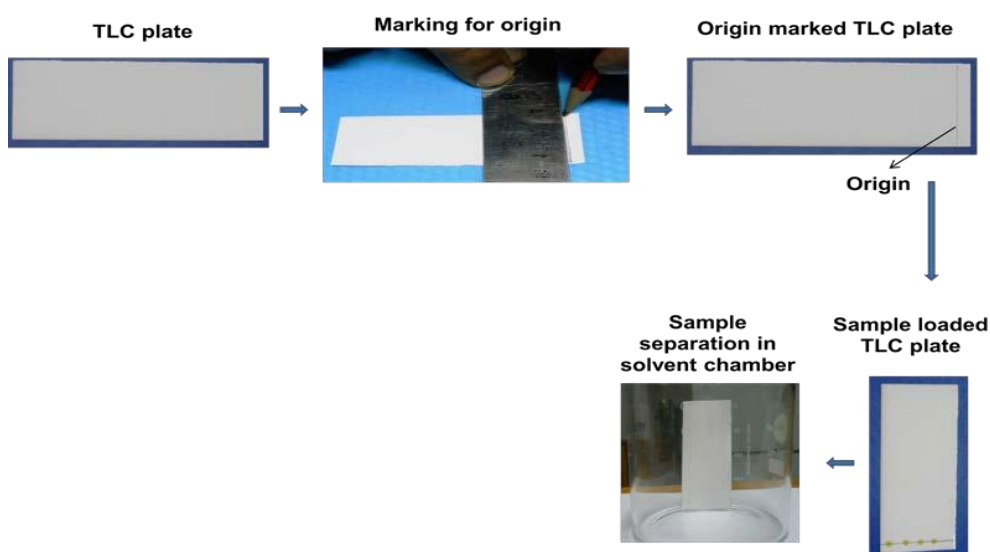 TLC plate
Marking for origin
Origin marked TLC plate
Origin
Sample loaded
TLC plate
Sample
separation in
solvent chamber